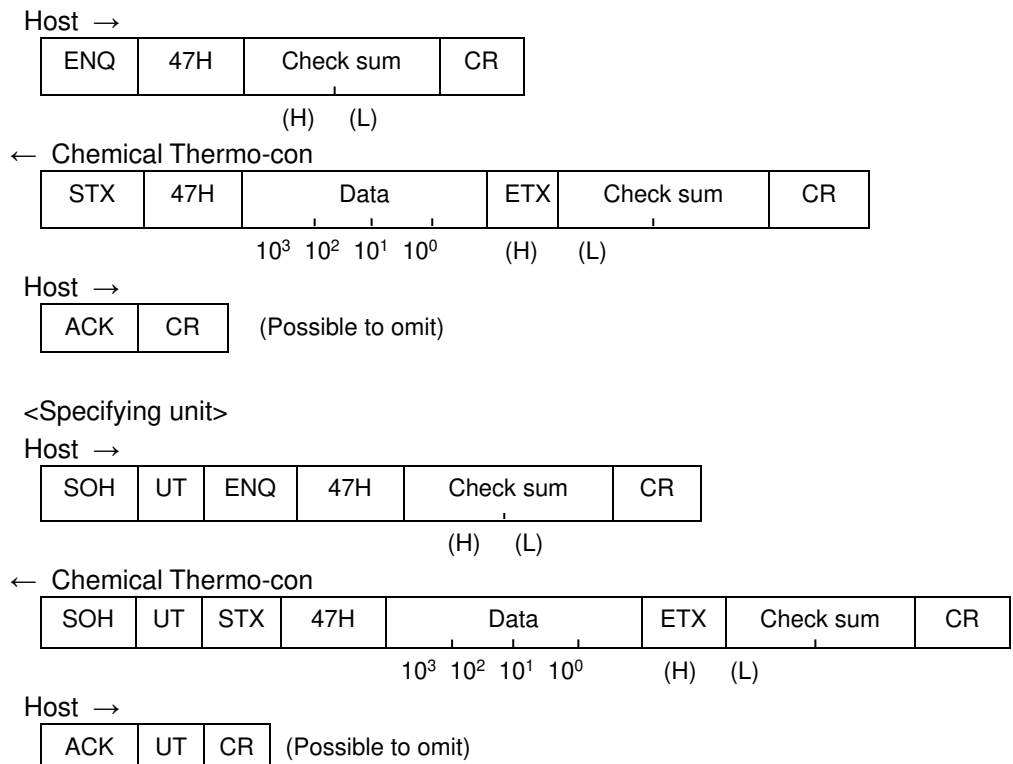 Host →
ENQ 47H Check sum CR
(H) (L)
← Chemical Thermo-con
STX 47H Data ETX Check sum CR
10³ 10² 10¹ 10⁰ (H) (L)
Host →
ACK CR (Possible to omit)
<Specifying unit>
Host →
SOH UT ENQ 47H Check sum CR
(H) (L)
← Chemical Thermo-con
SOH UT STX 47H Data ETX Check sum CR
10³ 10² 10¹ 10⁰ (H) (L)
Host →
ACK UT CR (Possible to omit)